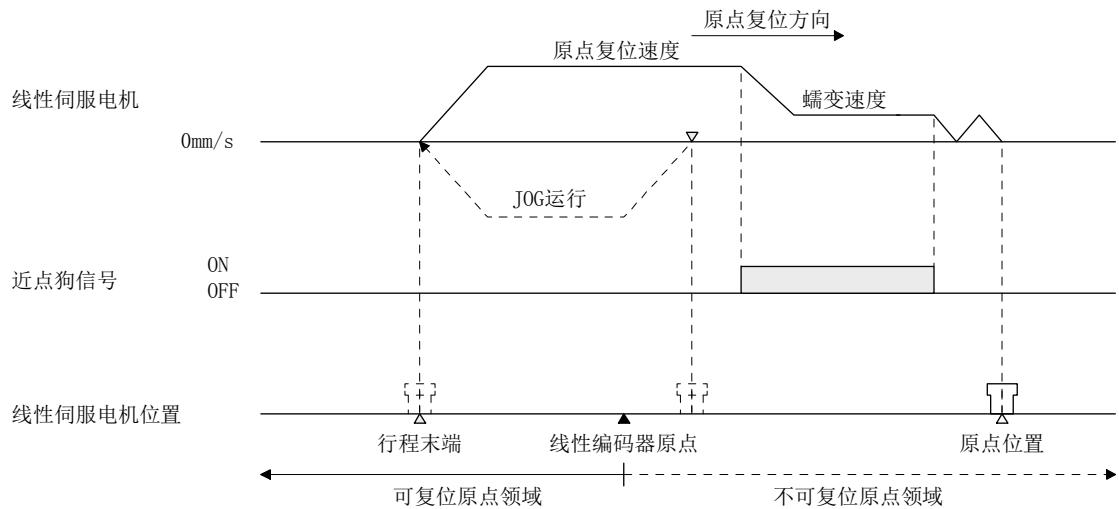 原点复位方向
原点复位速度
线性伺服电机
蠕变速度
0mm/s
JOG运行
ON
近点狗信号
OFF
线性伺服电机位置
行程末端
线性编码器原点
原点位置
可复位原点领域
不可复位原点领域